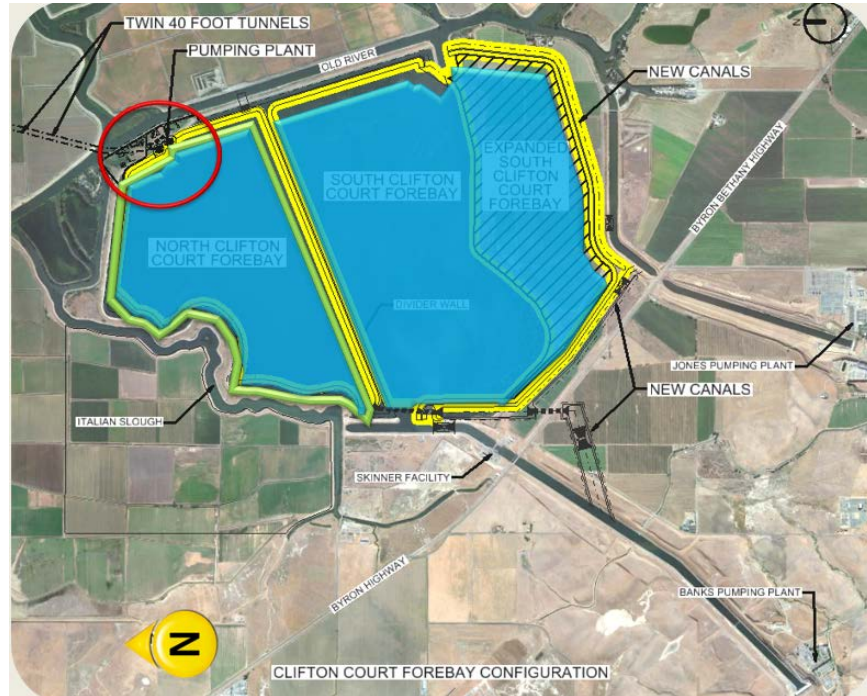 TWIN 40 FOOT TUNNELS
PUMPING PLANT
OLD RIVER
N
NEW CANALS
EXPANDED
SOUTH
CLIFTON
COURT
FOREBAY
SOUTH CLIFTON
COURT FOREBAY
BYRON BETHANY HIGHWAY
NORTH CLIFTON
COURT FOREBAY
DIVIDER WALL
JONES PUMPING PLANT
NEW CANALS
ITALIAN SLOUGH
SKINNER FACILITY
BYRON HIGHWAY
BANKS PUMPING PLANT
N
CLIFTON COURT FOREBAY CONFIGURATION